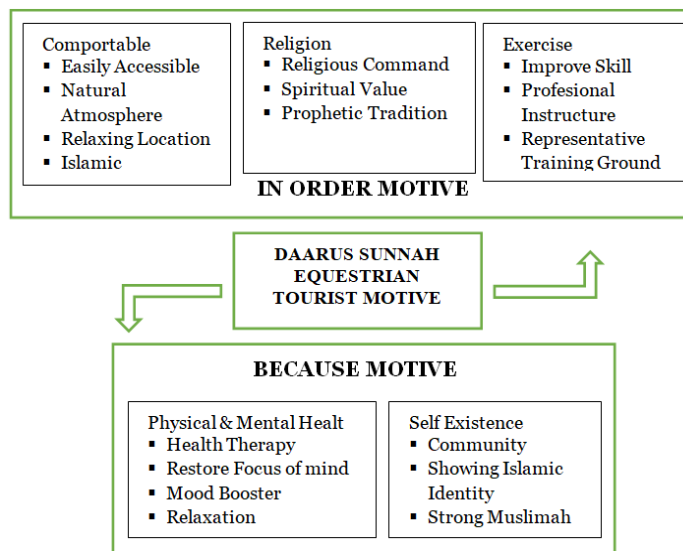 Comportable
▪ Easily Accessible
▪ Natural
Atmosphere
▪ Relaxing Location
▪ Islamic
Religion
▪ Religious Command
▪ Spiritual Value
▪ Prophetic Tradition
Exercise
▪ Improve Skill
▪ Profesional
Instructure
▪ Representative
Training Ground
IN ORDER MOTIVE
DAARUS SUNNAH
EQUESTRIAN
TOURIST MOTIVE
BECAUSE MOTIVE
Physical & Mental Healt
▪ Health Therapy
▪ Restore Focus of mind
▪ Mood Booster
▪ Relaxation
Self Existence
▪ Community
▪ Showing Islamic
Identity
▪ Strong Muslimah